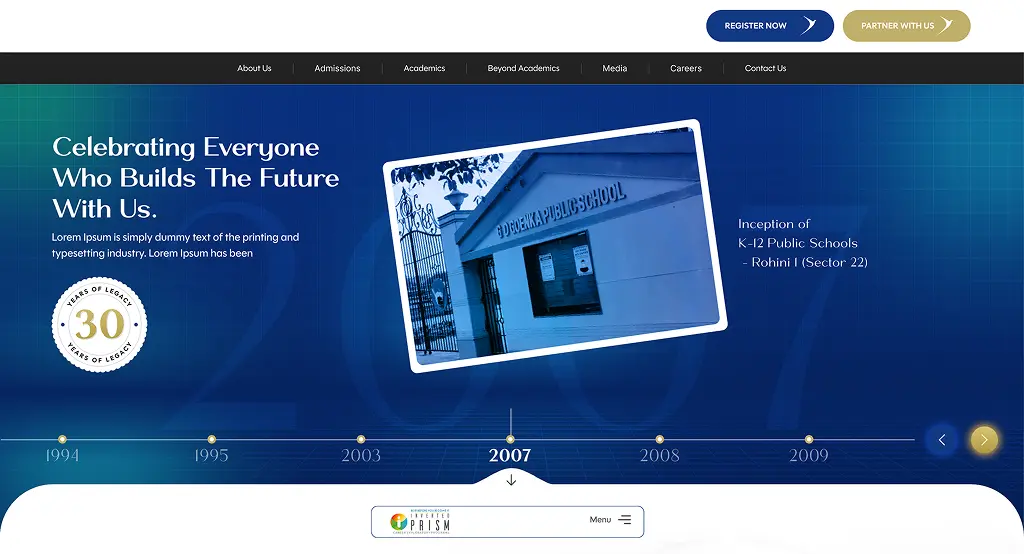 REGISTER NOW
PARTNER WITH US
About Us
Admissions
Academics
Beyond Academics
Media
Careers
Contact Us
Celebrating Everyone
Who Builds The Future
With Us.
Lorem Ipsum is simply dummy text of the printing and
typesetting industry. Lorem Ipsum has been
YEARS OF LEGACY
30
YEARS OF LEGACY
2007
G D GOENKA PUBLIC SCHOOL
Inception of
K-12 Public Schools
- Rohini 1 (Sector 22)
1994
1995
2003
2007
2008
2009
INVERTED
PRISM
Menu